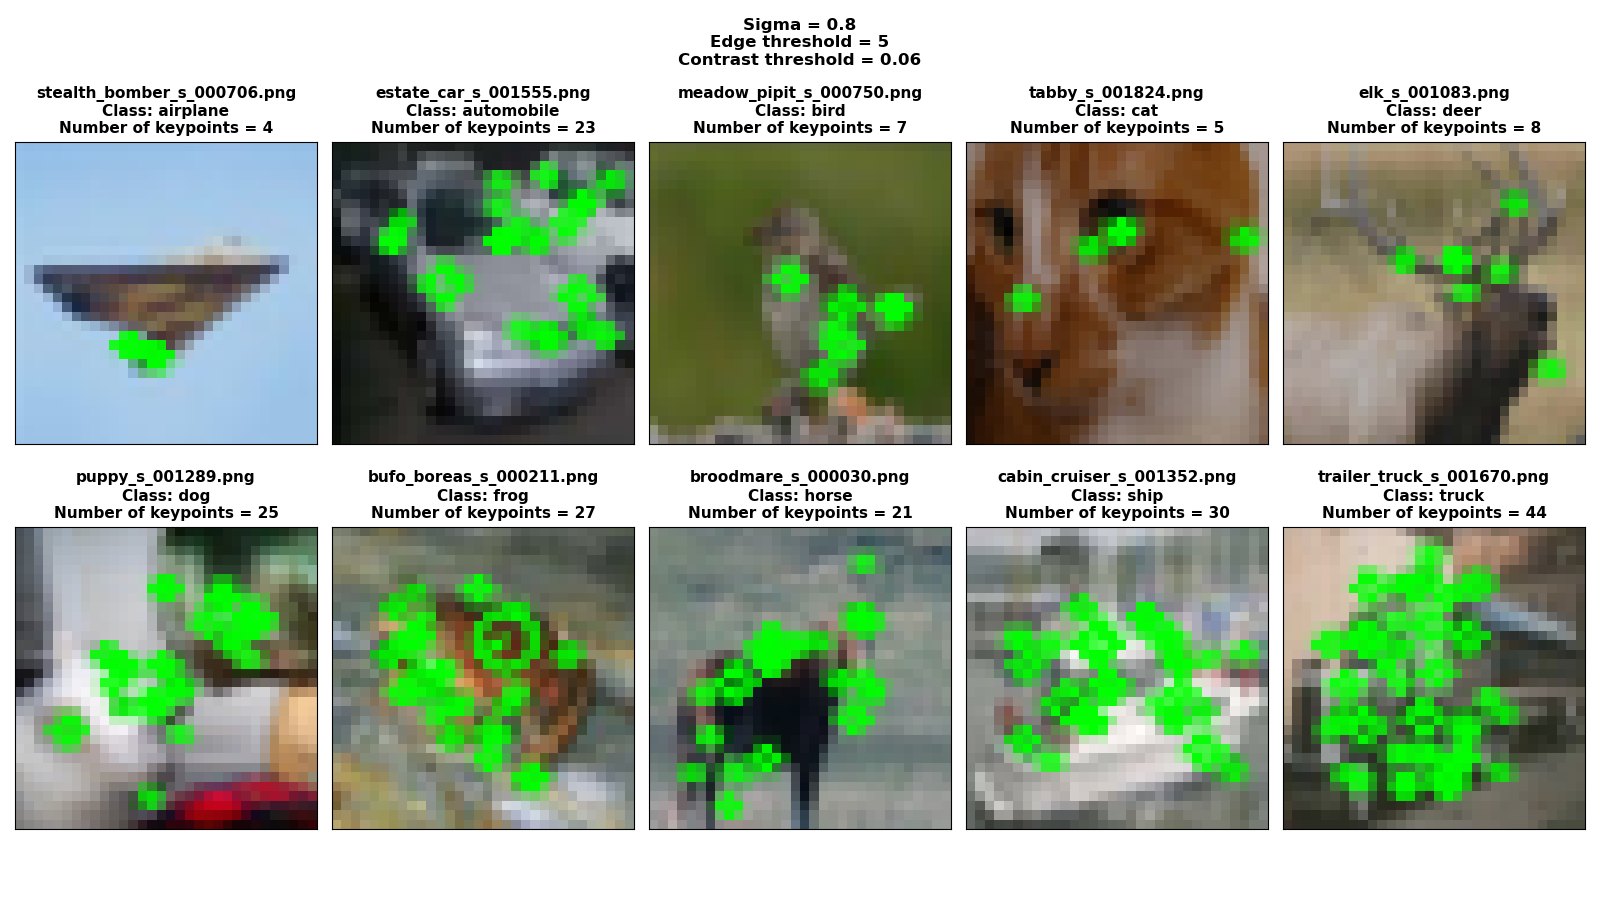 Sigma = 0.8
Edge threshold = 5
Contrast threshold = 0.06
stealth_bomber_s_000706.png
Class: airplane
Number of keypoints = 4
estate_car_s_001555.png
Class: automobile
Number of keypoints = 23
meadow_pipit_s_000750.png
Class: bird
Number of keypoints = 7
tabby_s_001824.png
Class: cat
Number of keypoints = 5
elk_s_001083.png
Class: deer
Number of keypoints = 8
puppy_s_001289.png
Class: dog
Number of keypoints = 25
bufo_boreas_s_000211.png
Class: frog
Number of keypoints = 27
broodmare_s_000030.png
Class: horse
Number of keypoints = 21
cabin_cruiser_s_001352.png
Class: ship
Number of keypoints = 30
trailer_truck_s_001670.png
Class: truck
Number of keypoints = 44